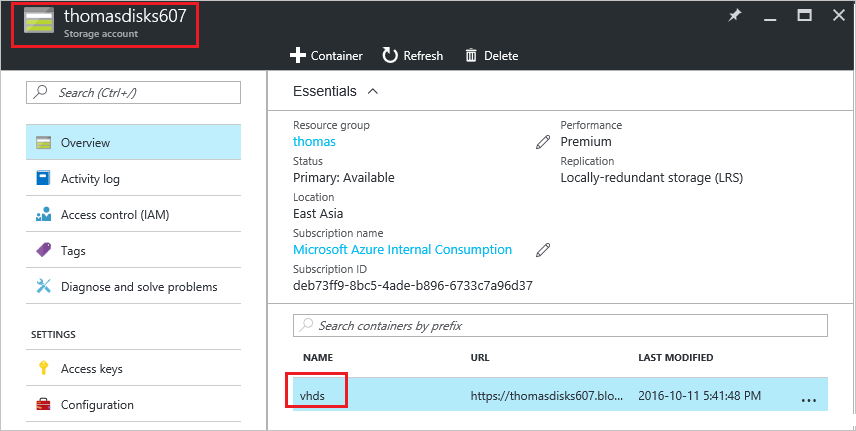 thomasdisks607
Storage account
Container Refresh Delete
Search (Ctrl+/)
Overview
Activity log
Access control (IAM)
Tags
Diagnose and solve problems
SETTINGS
Access keys
Configuration
Essentials
Resource group
thomas
Performance
Premium
Status
Primary: Available
Replication
Locally-redundant storage (LRS)
Location
East Asia
Subscription name
Microsoft Azure Internal Consumption
Subscription ID
deb73ff9-8bc5-4ade-b896-6733c7a96d37
Search containers by prefix
NAME URL LAST MODIFIED
vhds https://thomasdisks607.blo... 2016-10-11 5:41:48 PM ...